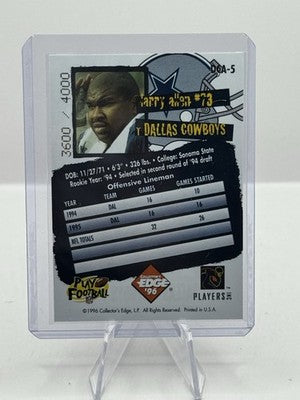 3600 / 4000
DCA-5
larry allen #73
DALLAS COWBOYS
DOB: 11/27/71 • 6'3" • 326 lbs. • College: Sonoma State
Rookie Year: '94 • Selected in second round of '94 draft
Offensive Lineman
YEAR TEAM GAMES GAMES STARTED
1994 DAL 16 10
1995 DAL 16 16
NFL TOTALS 32 26
PLAY FOOTBALL
COLLECTOR'S EDGE '96
PLAYERS INC
©1996 Collector's Edge, L.P. All Rights Reserved. Printed in U.S.A.